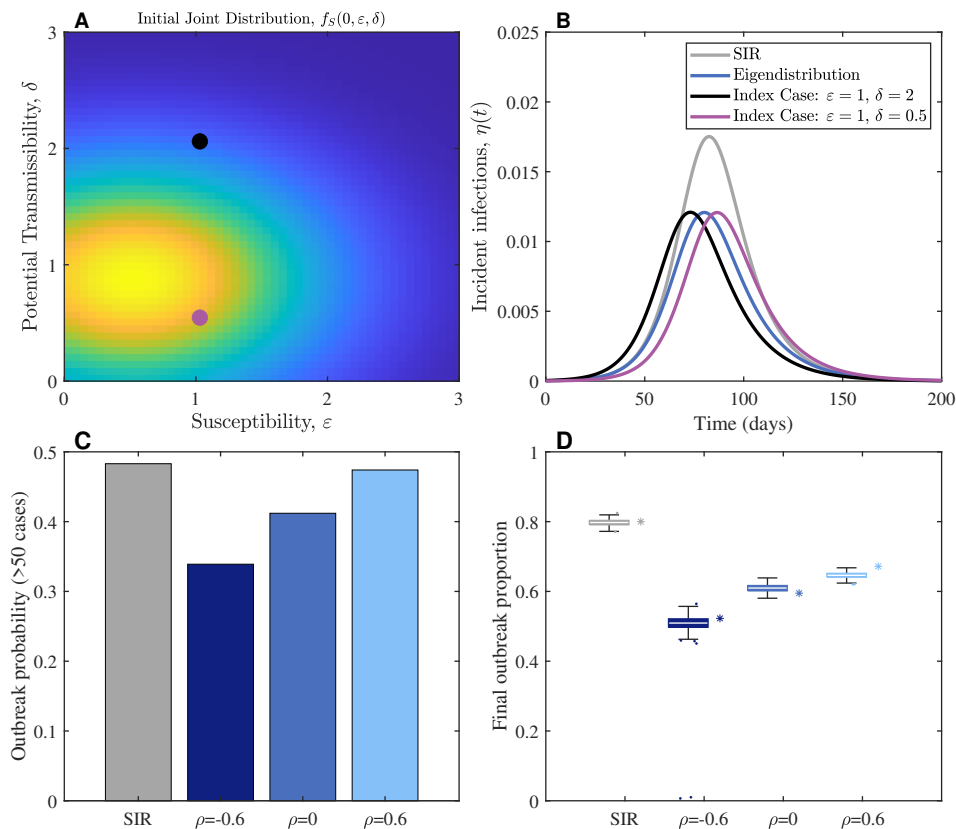 A
Initial Joint Distribution, f_S(0, ε, δ)
3
2
1
0
Potential Transmissibility, δ
0
1
2
3
Susceptibility, ε
B
0.025
0.02
0.015
0.01
0.005
0
Incident infections, η(t)
SIR
Eigendistribution
Index Case: ε = 1, δ = 2
Index Case: ε = 1, δ = 0.5
0
50
100
150
200
Time (days)
C
0.5
0.4
0.3
0.2
0.1
0
Outbreak probability (>50 cases)
SIR
ρ=-0.6
ρ=0
ρ=0.6
D
1
0.8
0.6
0.4
0.2
0
Final outbreak proportion
SIR
ρ=-0.6
ρ=0
ρ=0.6